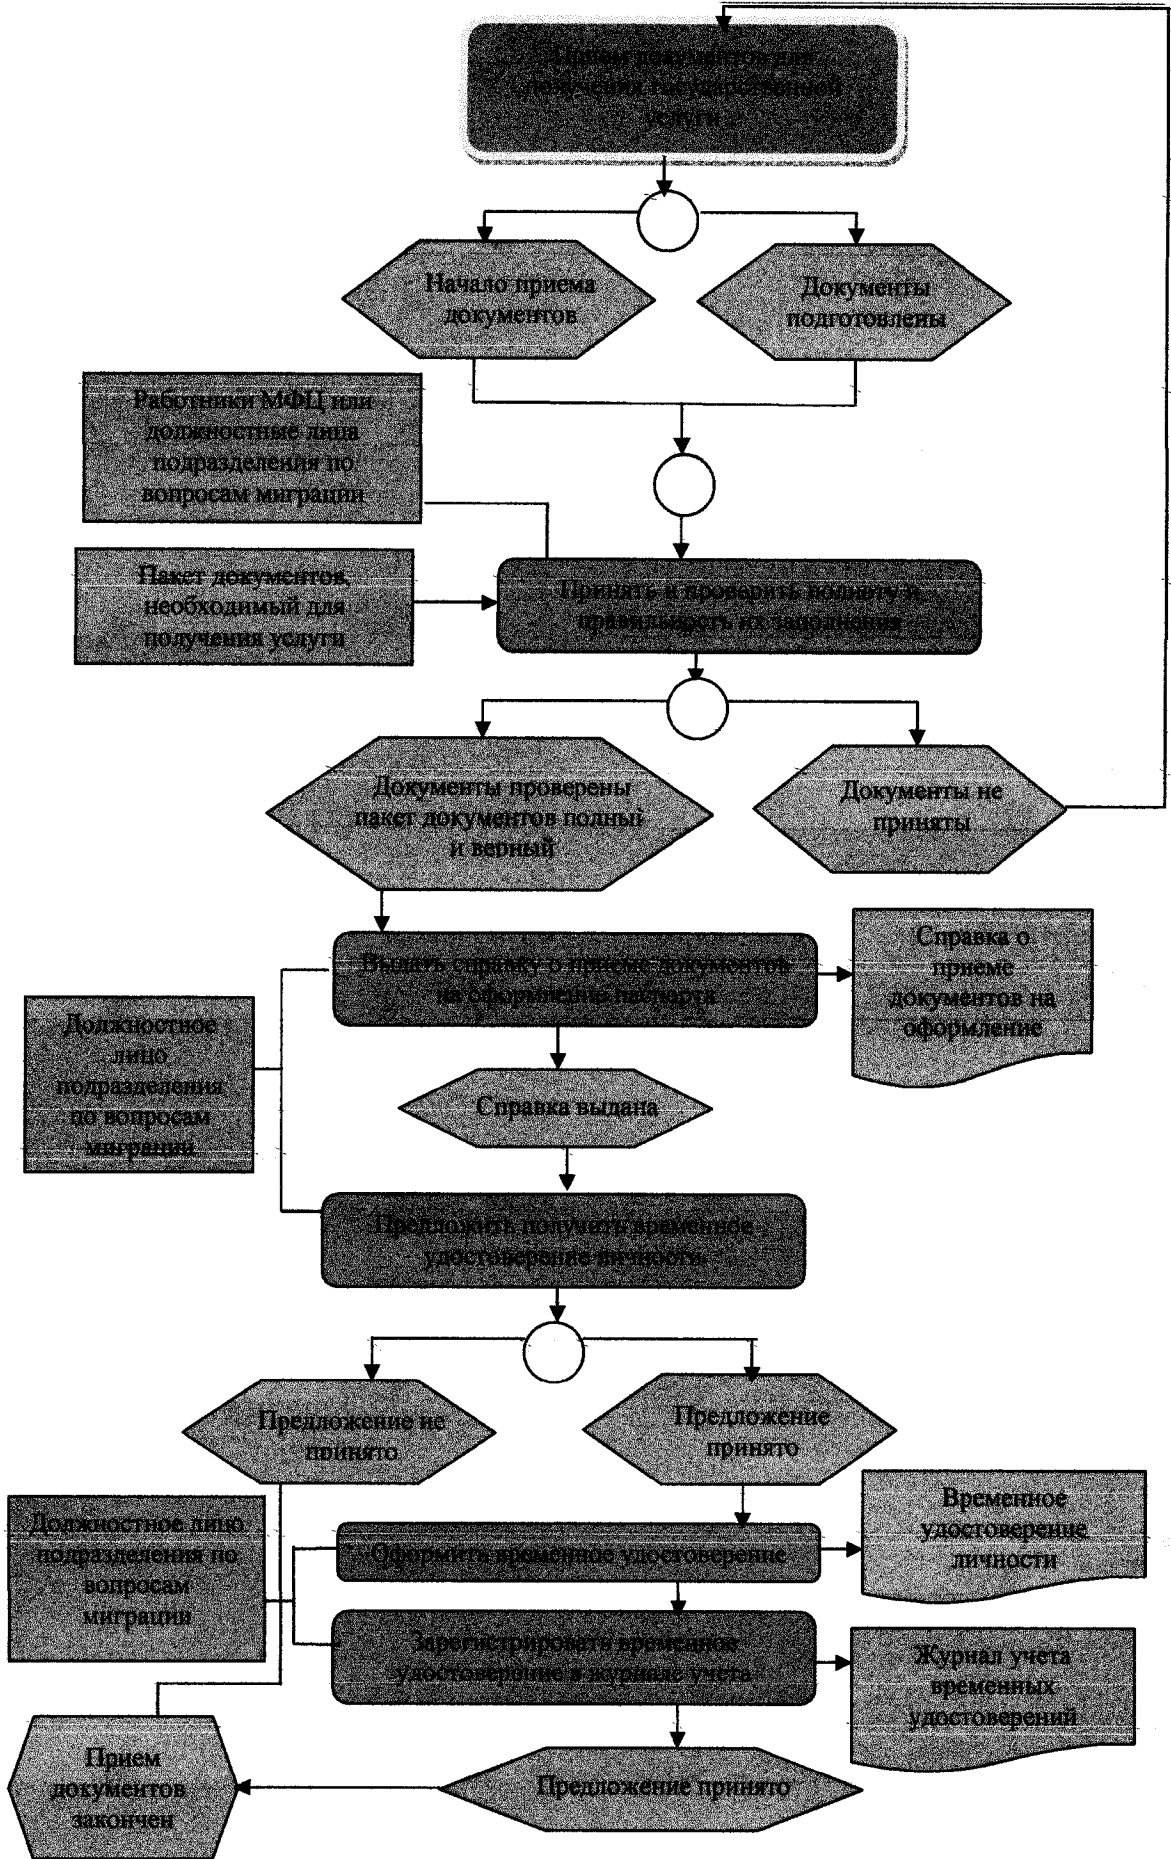 Прием документов для
получения государственной
услуги
Начало приема
документов
Документы
подготовлены
Работники МФЦ или
должностные лица
подразделения по
вопросам миграции
Пакет документов,
необходимый для
получения услуги
Принять и проверить полноту и
правильность их заполнения
Документы проверены
пакет документов полный
и верный
Документы не
приняты
Выдать справку о приеме документов
на оформлению паспорта
Справка о
приеме
документов на
оформление
Должностное
лицо
подразделения
по вопросам
миграции
Справка выдана
Предложить получить временное
удостоверение личности
Предложение не
принято
Предложение
принято
Должностное лицо
подразделения по
вопросам
миграции
Оформить временное удостоверение
Временное
удостоверение
личности
Зарегистрировать временное
удостоверение в журнале учета
Журнал учета
временных
удостоверений
Прием
документов
закончен
Предложение принято